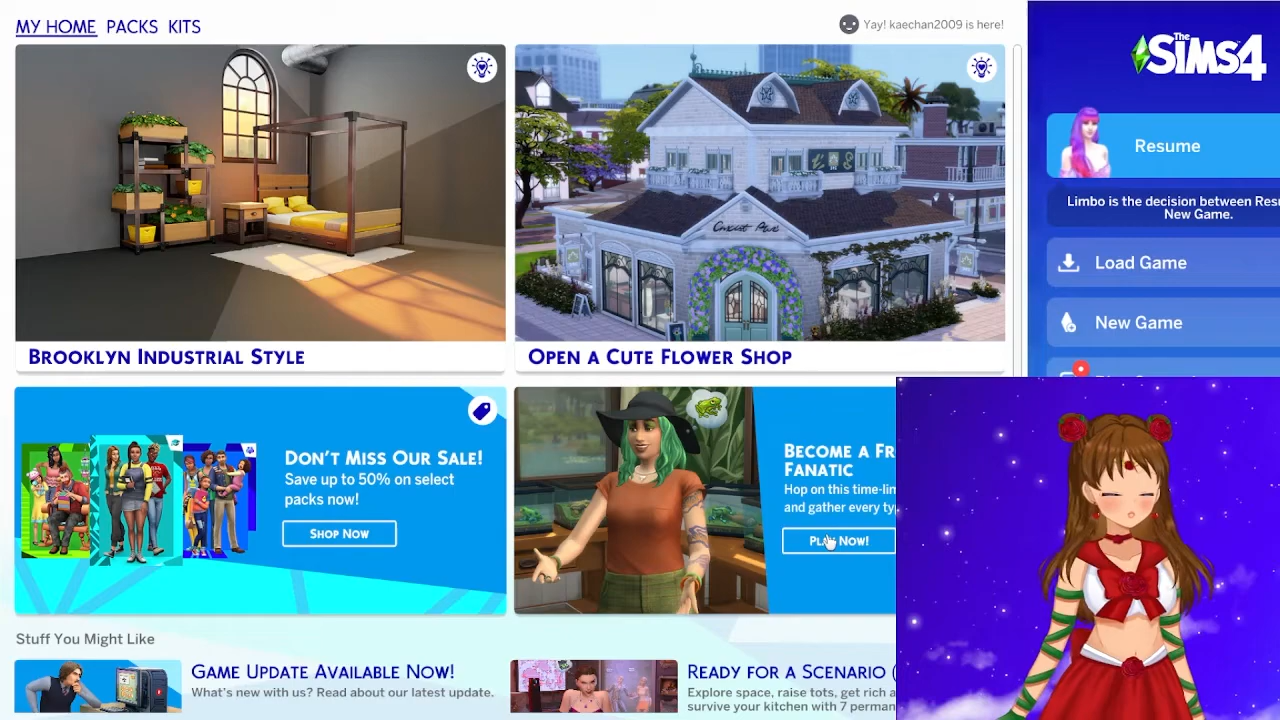 MY HOME PACKS KITS
Yay! kaechan2009 is here!
The SIMS 4
Resume
Limbo is the decision between Resu
New Game.
Load Game
New Game
BROOKLYN INDUSTRIAL STYLE
OPEN A CUTE FLOWER SHOP
DON'T MISS OUR SALE!
Save up to 50% on select
packs now!
SHOP NOW
BECOME A FR
FANATIC
Hop on this time-lin
and gather every ty
PLAY NOW!
Stuff You Might Like
GAME UPDATE AVAILABLE NOW!
What's new with us? Read about our latest update.
READY FOR A SCENARIO (
Explore space, raise tots, get rich a
survive your kitchen with 7 perman